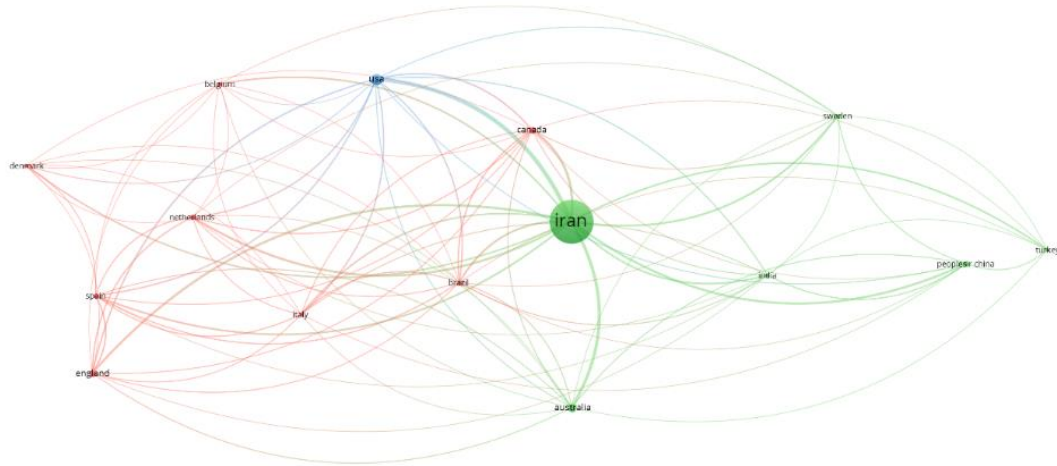 belgium
usa
canada
sweden
denmark
netherlands
iran
turkey
peoples r china
india
brazil
spain
italy
england
australia